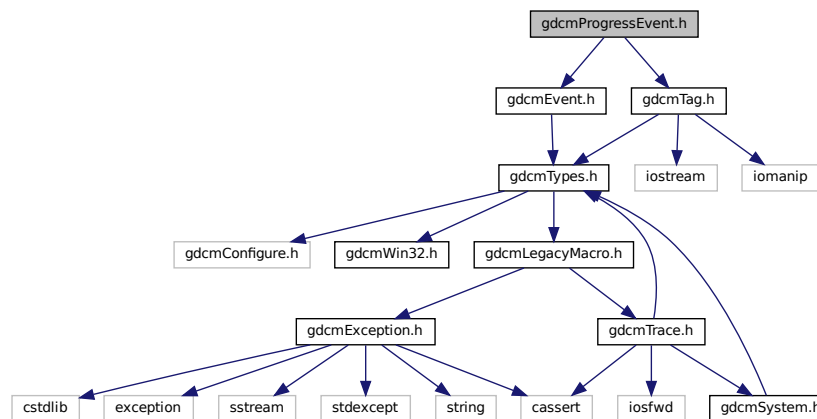 gdcmProgressEvent.h
gdcmEvent.h
gdcmTag.h
gdcmTypes.h
iostream
iomanip
gdcmConfigure.h
gdcmWin32.h
gdcmLegacyMacro.h
gdcmException.h
gdcmTrace.h
cstdlib
exception
sstream
stdexcept
string
cassert
iosfwd
gdcmSystem.h